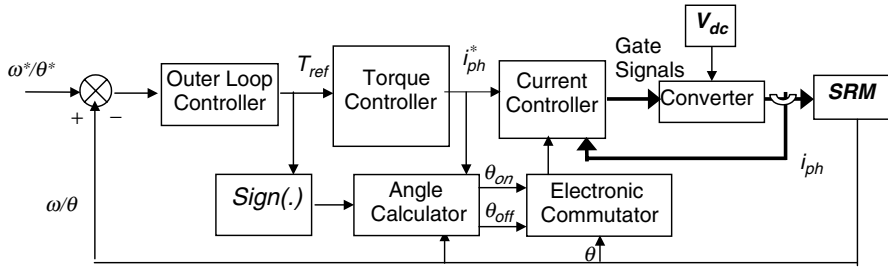 V_dc
ω*/θ*
+
−
Outer Loop
Controller
T_ref
Torque
Controller
i*_ph
Current
Controller
Gate
Signals
Converter
SRM
i_ph
ω/θ
Sign(.)
Angle
Calculator
θ_on
θ_off
Electronic
Commutator
θ